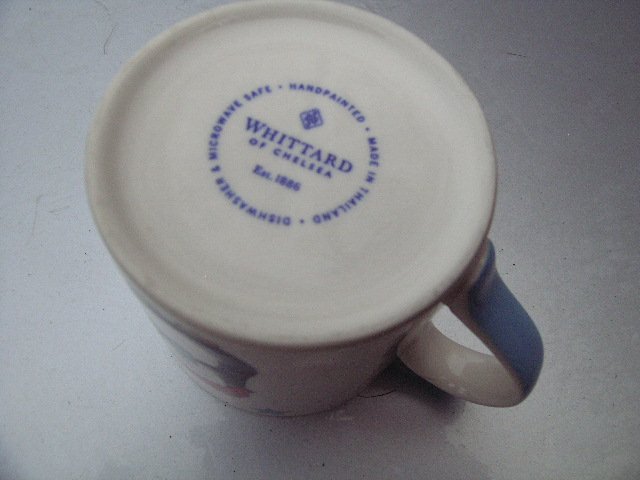 WHITTARD
OF CHELSEA
EST. 1886
DISHWASHER & MICROWAVE SAFE • HANDPAINTED • MADE IN THAILAND •